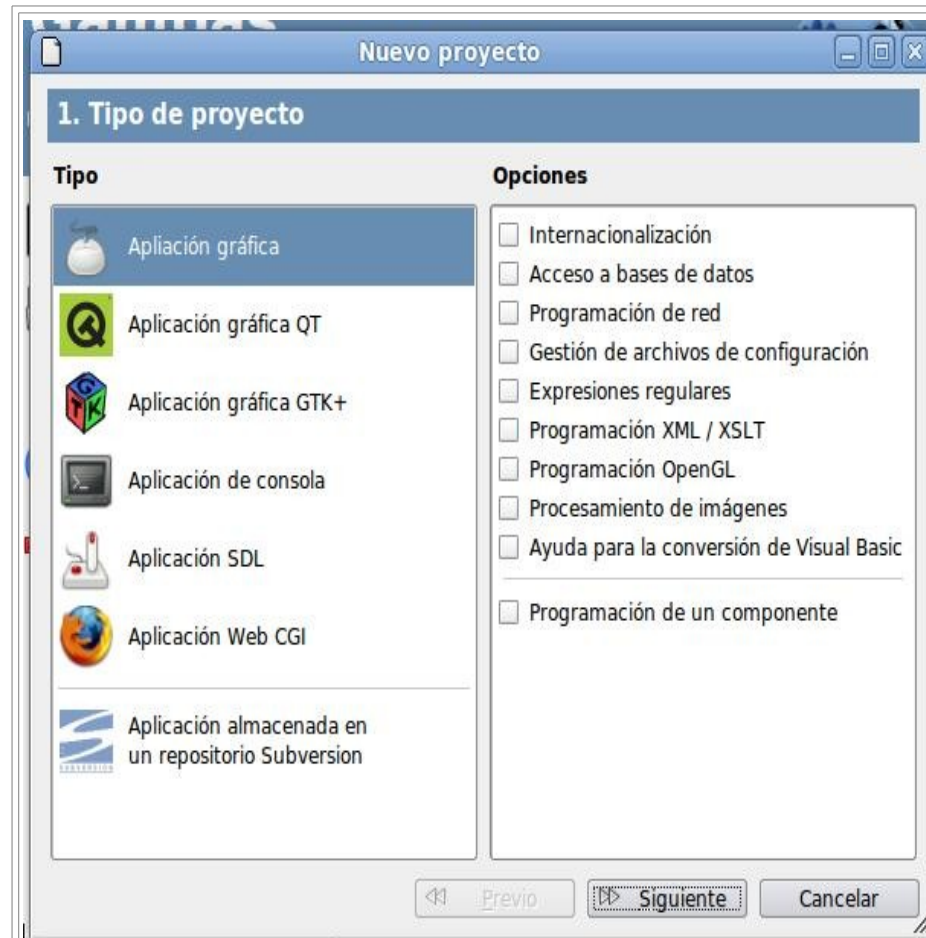 Nuevo proyecto
1. Tipo de proyecto
Tipo
Opciones
Apliación gráfica
Aplicación gráfica QT
Aplicación gráfica GTK+
Aplicación de consola
Aplicación SDL
Aplicación Web CGI
Aplicación almacenada en
un repositorio Subversion
Internacionalización
Acceso a bases de datos
Programación de red
Gestión de archivos de configuración
Expresiones regulares
Programación XML / XSLT
Programación OpenGL
Procesamiento de imágenes
Ayuda para la conversión de Visual Basic
Programación de un componente
Previo
Siguiente
Cancelar